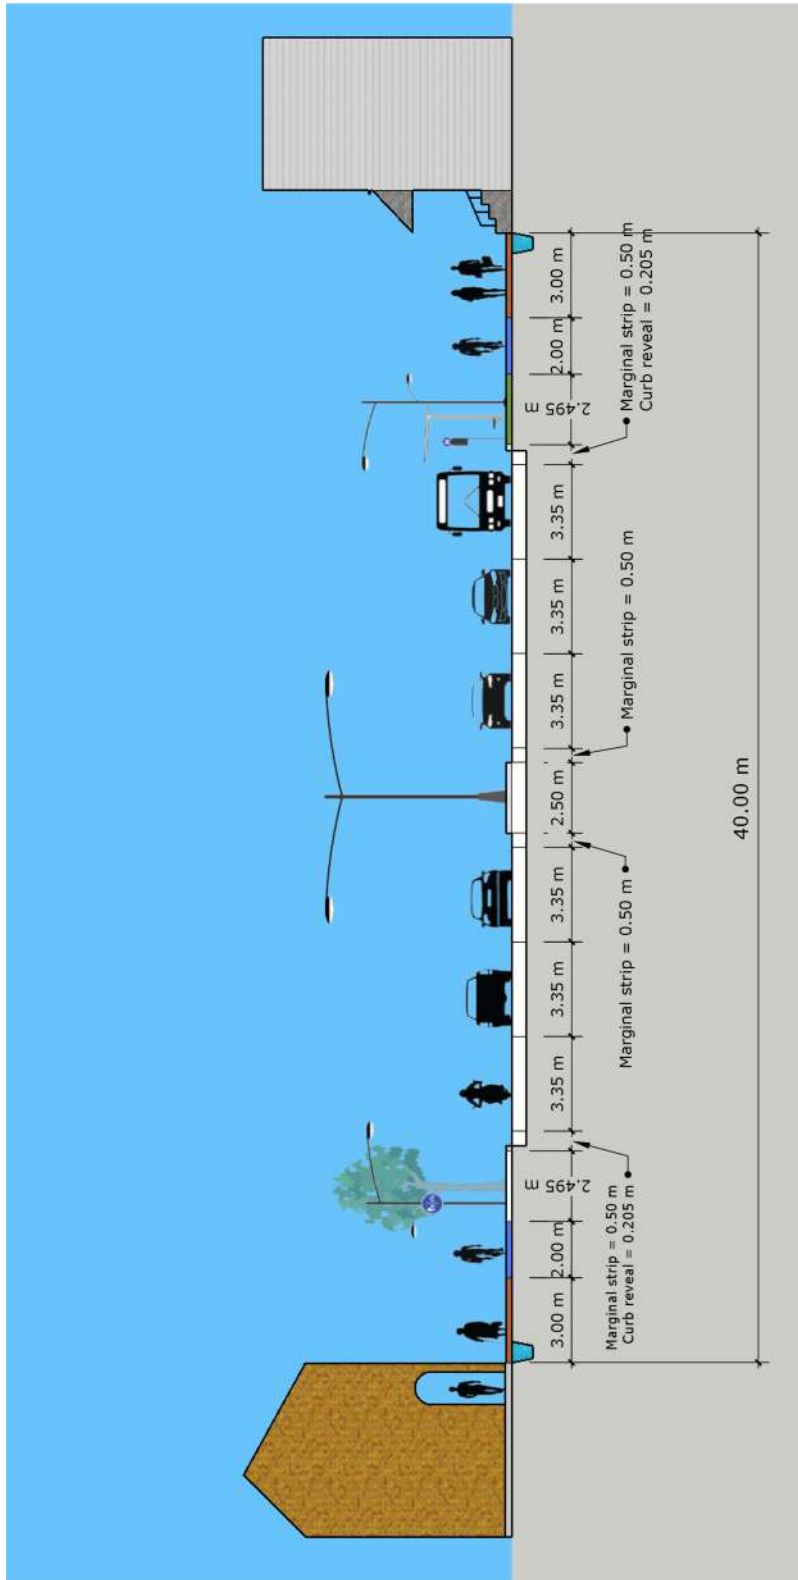 3.00 m
2.00 m
2.495 m
3.35 m
3.35 m
3.35 m
2.50 m
3.35 m
3.35 m
3.35 m
2.495 m
2.00 m
3.00 m
Marginal strip = 0.50 m
Curb reveal = 0.205 m
Marginal strip = 0.50 m
Marginal strip = 0.50 m
Marginal strip = 0.50 m
Curb reveal = 0.205 m
40.00 m